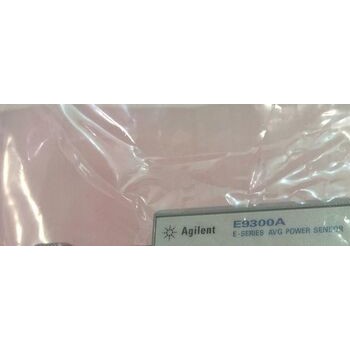 Agilent
E9300A
E-SERIES AVG POWER SENSOR